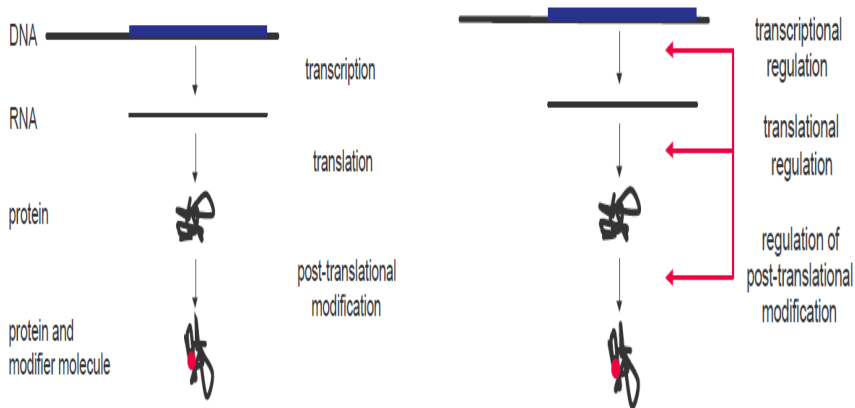 DNA
transcription
RNA
translation
protein
post-translational
modification
protein and
modifier molecule
transcriptional
regulation
translational
regulation
regulation of
post-translational
modification